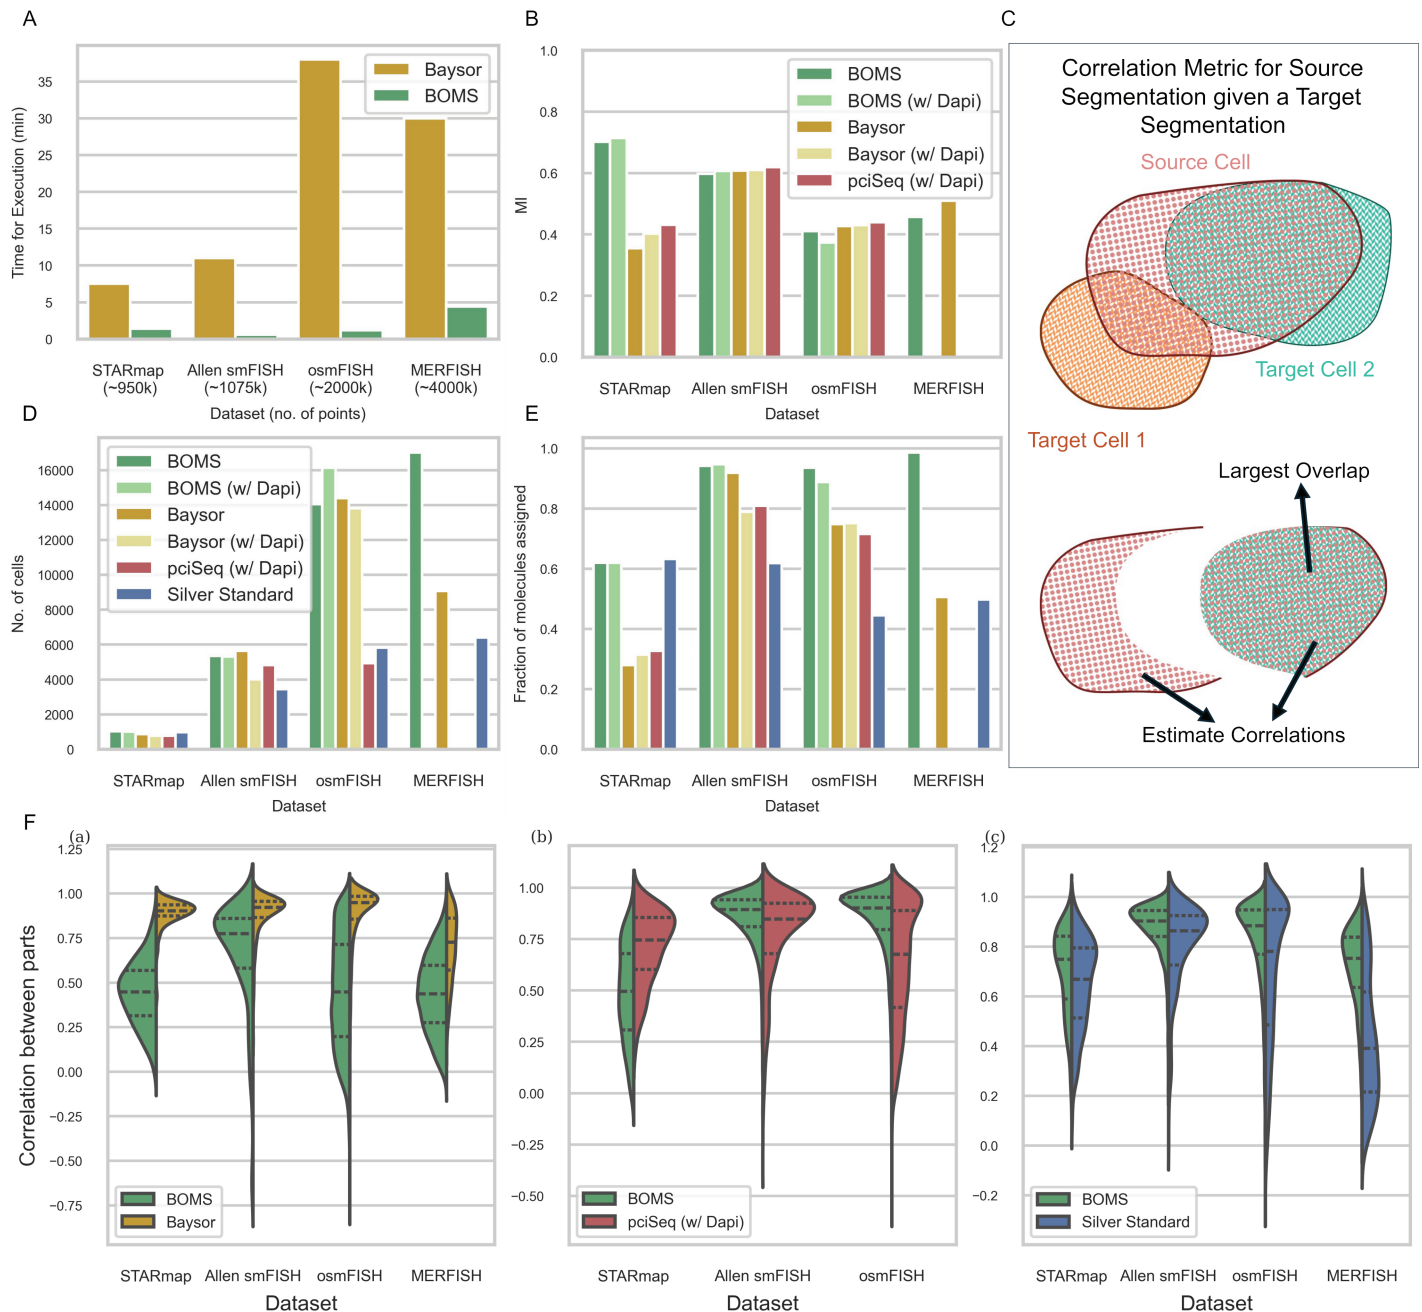 A
Time for Execution (min)
35
30
25
20
15
10
5
0
Baysor
BOMS
STARmap
(~950k)
Allen smFISH
(~1075k)
osmFISH
(~2000k)
MERFISH
(~4000k)
Dataset (no. of points)
B
MI
1.0
0.8
0.6
0.4
0.2
0.0
BOMS
BOMS (w/ Dapi)
Baysor
Baysor (w/ Dapi)
pciSeq (w/ Dapi)
STARmap
Allen smFISH
osmFISH
MERFISH
Dataset
C
Correlation Metric for Source
Segmentation given a Target
Segmentation
Source Cell
Target Cell 2
Target Cell 1
Largest Overlap
Estimate Correlations
D
No. of cells
16000
14000
12000
10000
8000
6000
4000
2000
0
BOMS
BOMS (w/ Dapi)
Baysor
Baysor (w/ Dapi)
pciSeq (w/ Dapi)
Silver Standard
STARmap
Allen smFISH
osmFISH
MERFISH
Dataset
E
Fraction of molecules assigned
1.0
0.8
0.6
0.4
0.2
0.0
STARmap
Allen smFISH
osmFISH
MERFISH
Dataset
F
(a)
Correlation between parts
1.25
1.00
0.75
0.50
0.25
0.00
−0.25
−0.50
−0.75
BOMS
Baysor
STARmap
Allen smFISH
osmFISH
MERFISH
Dataset
(b)
1.00
0.75
0.50
0.25
0.00
−0.25
−0.50
BOMS
pciSeq (w/ Dapi)
STARmap
Allen smFISH
osmFISH
Dataset
(c)
1.2
1.0
0.8
0.6
0.4
0.2
0.0
−0.2
BOMS
Silver Standard
STARmap
Allen smFISH
osmFISH
MERFISH
Dataset